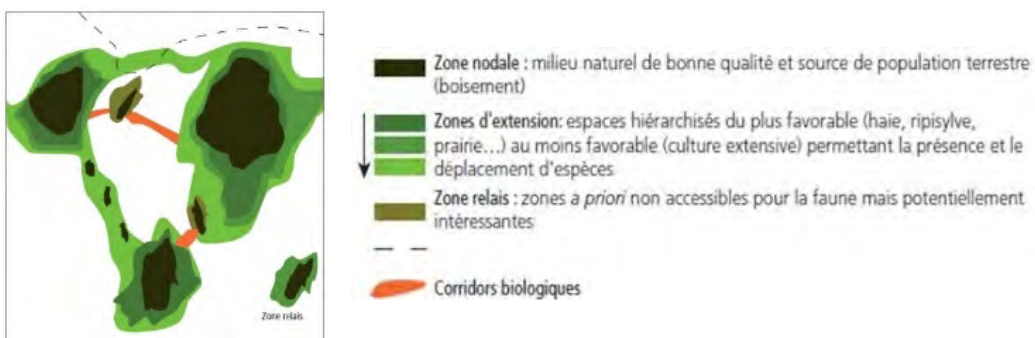 Zone relais
Zone nodale : milieu naturel de bonne qualité et source de population terrestre
(boisement)
Zones d'extension: espaces hiérarchisés du plus favorable (haie, ripisylve,
prairie...) au moins favorable (culture extensive) permettant la présence et le
déplacement d'espèces
Zone relais : zones a priori non accessibles pour la faune mais potentiellement
intéressantes
Corridors biologiques